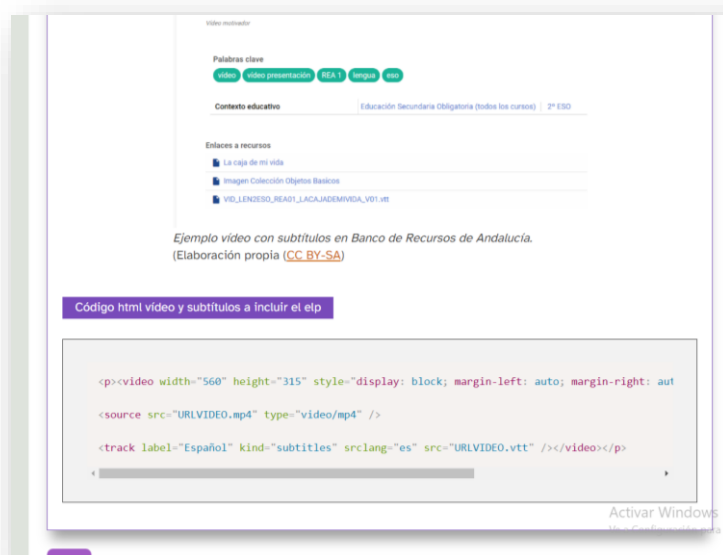 Vídeo motivador
Palabras clave
vídeo vídeo presentación REA 1 lengua eso
Contexto educativo Educación Secundaria Obligatoria (todos los cursos) 2º ESO
Enlaces a recursos
La caja de mi vida
Imagen Colección Objetos Basicos
VID_LEN2ESO_REA01_LACAJADEMIVIDA_V01.vtt
Ejemplo vídeo con subtítulos en Banco de Recursos de Andalucía.
(Elaboración propia (CC BY-SA)
Código html vídeo y subtítulos a incluir el elp
<p><video width="560" height="315" style="display: block; margin-left: auto; margin-right: aut
<source src="URLVIDEO.mp4" type="video/mp4" />
<track label="Español" kind="subtitles" srclang="es" src="URLVIDEO.vtt" /></video></p>
Activar Windows